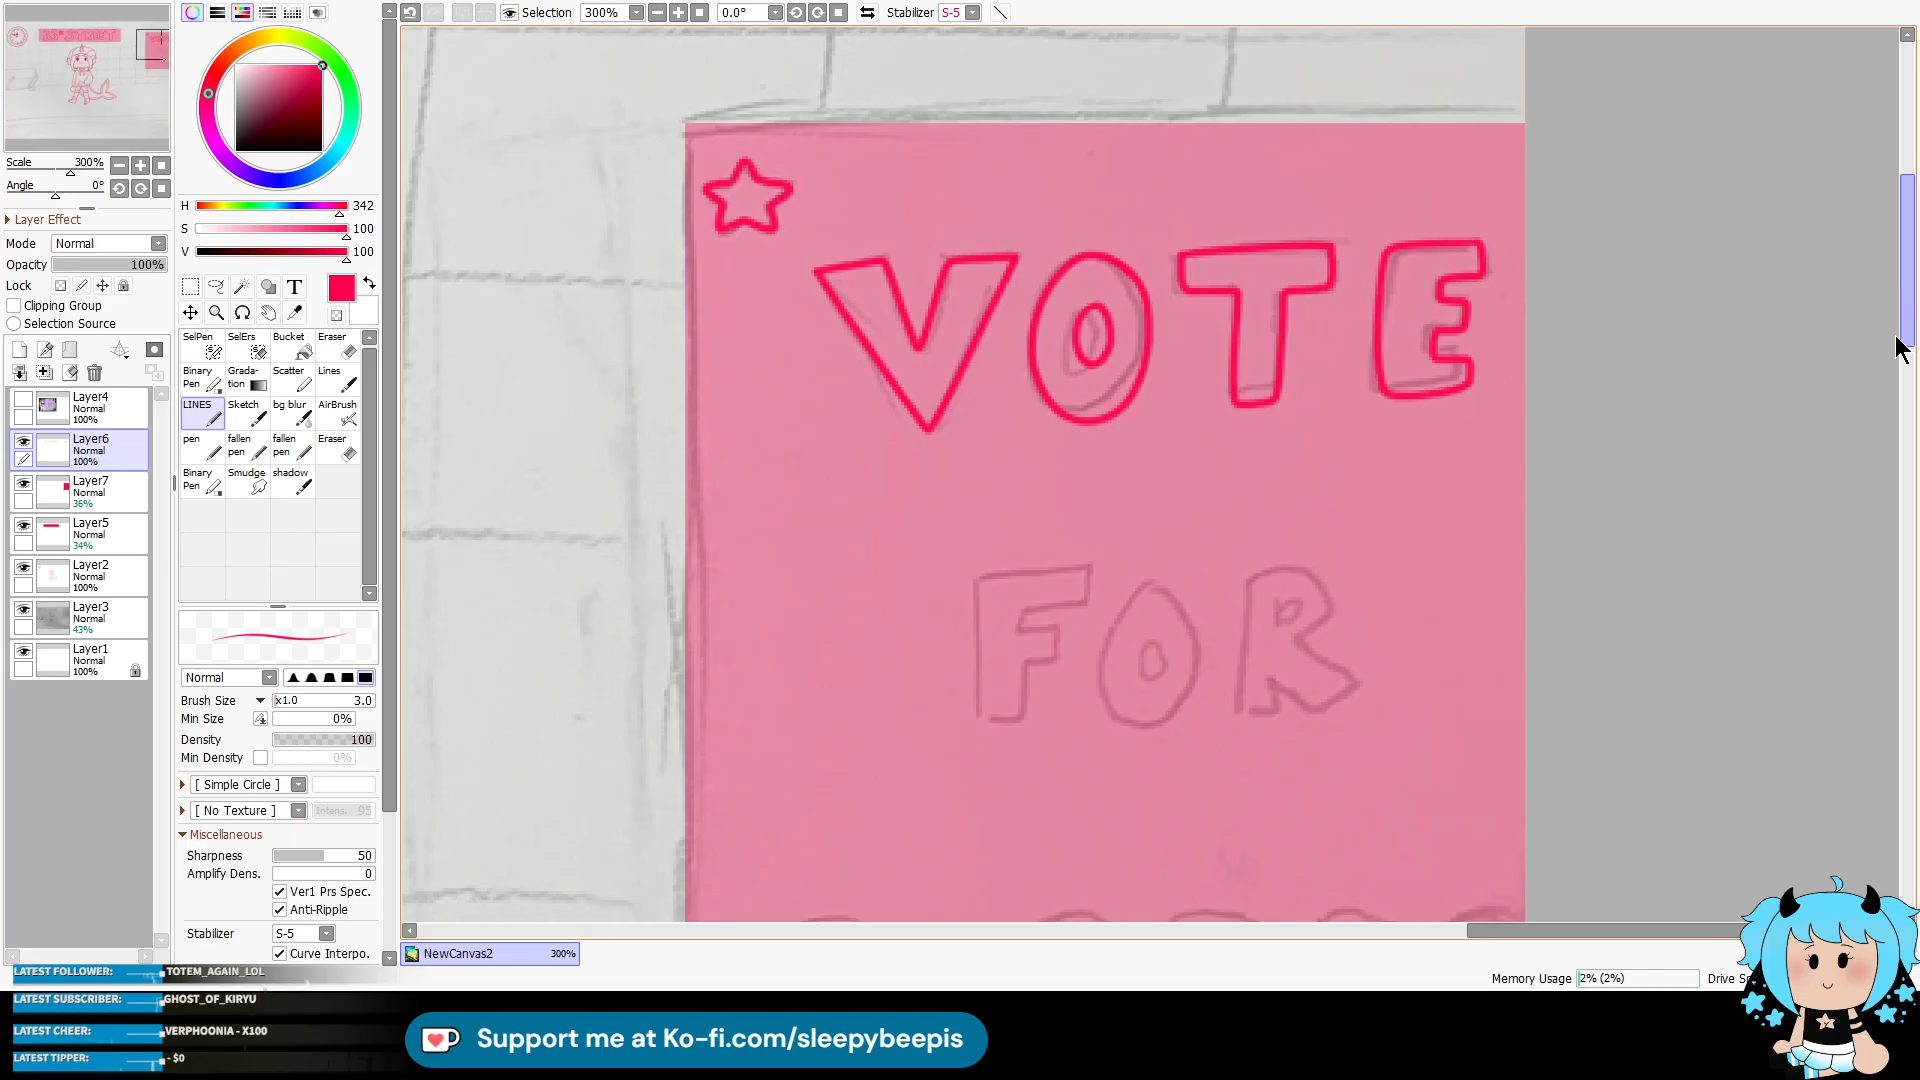 Selection 300% 0.0° Stabilizer S-5
Scale 300%
Angle 0°
Layer Effect
Mode Normal
Opacity 100%
Lock
Clipping Group
Selection Source
Layer4
Normal
100%
Layer6
Normal
100%
Layer7
Normal
36%
Layer5
Normal
34%
Layer2
Normal
100%
Layer3
Normal
43%
Layer1
Normal
100%
H 342
S 100
V 100
T
SelPen SelErs Bucket Eraser
Binary Pen Grada-tion Scatter Lines
LINES Sketch bg blur AirBrush
pen fallen pen fallen pen Eraser
Binary Pen Smudge shadow
Normal
Brush Size x1.0 3.0
Min Size 0%
Density 100
Min Density 0%
[ Simple Circle ]
[ No Texture ] Intens. 95
Miscellaneous
Sharpness 50
Amplify Dens. 0
Ver1 Prs Spec.
Anti-Ripple
Stabilizer S-5
Curve Interpo.
VOTE
FOR
NewCanvas2 300%
Memory Usage 2% (2%) Drive
LATEST FOLLOWER: TOTEM_AGAIN_LOL
LATEST SUBSCRIBER: GHOST_OF_KIRYU
LATEST CHEER: VERPHOONIA - X100
LATEST TIPPER: - $0
Support me at Ko-fi.com/sleepybeepis